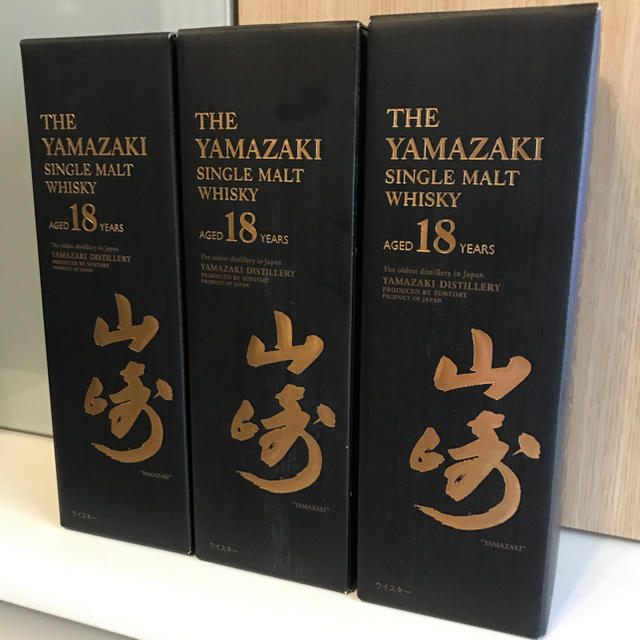 THE
YAMAZAKI
SINGLE MALT
WHISKY
AGED 18 YEARS
The oldest distillery in Japan
YAMAZAKI DISTILLERY
PRODUCED BY SUNTORY
PRODUCT OF JAPAN
山崎
"YAMAZAKI"
ウイスキー
THE
YAMAZAKI
SINGLE MALT
WHISKY
AGED 18 YEARS
The oldest distillery in Japan
YAMAZAKI DISTILLERY
PRODUCED BY SUNTORY
PRODUCT OF JAPAN
山崎
"YAMAZAKI"
ウイスキー
THE
YAMAZAKI
SINGLE MALT
WHISKY
AGED 18 YEARS
The oldest distillery in Japan
YAMAZAKI DISTILLERY
PRODUCED BY SUNTORY
PRODUCT OF JAPAN
山崎
"YAMAZAKI"
ウイスキー